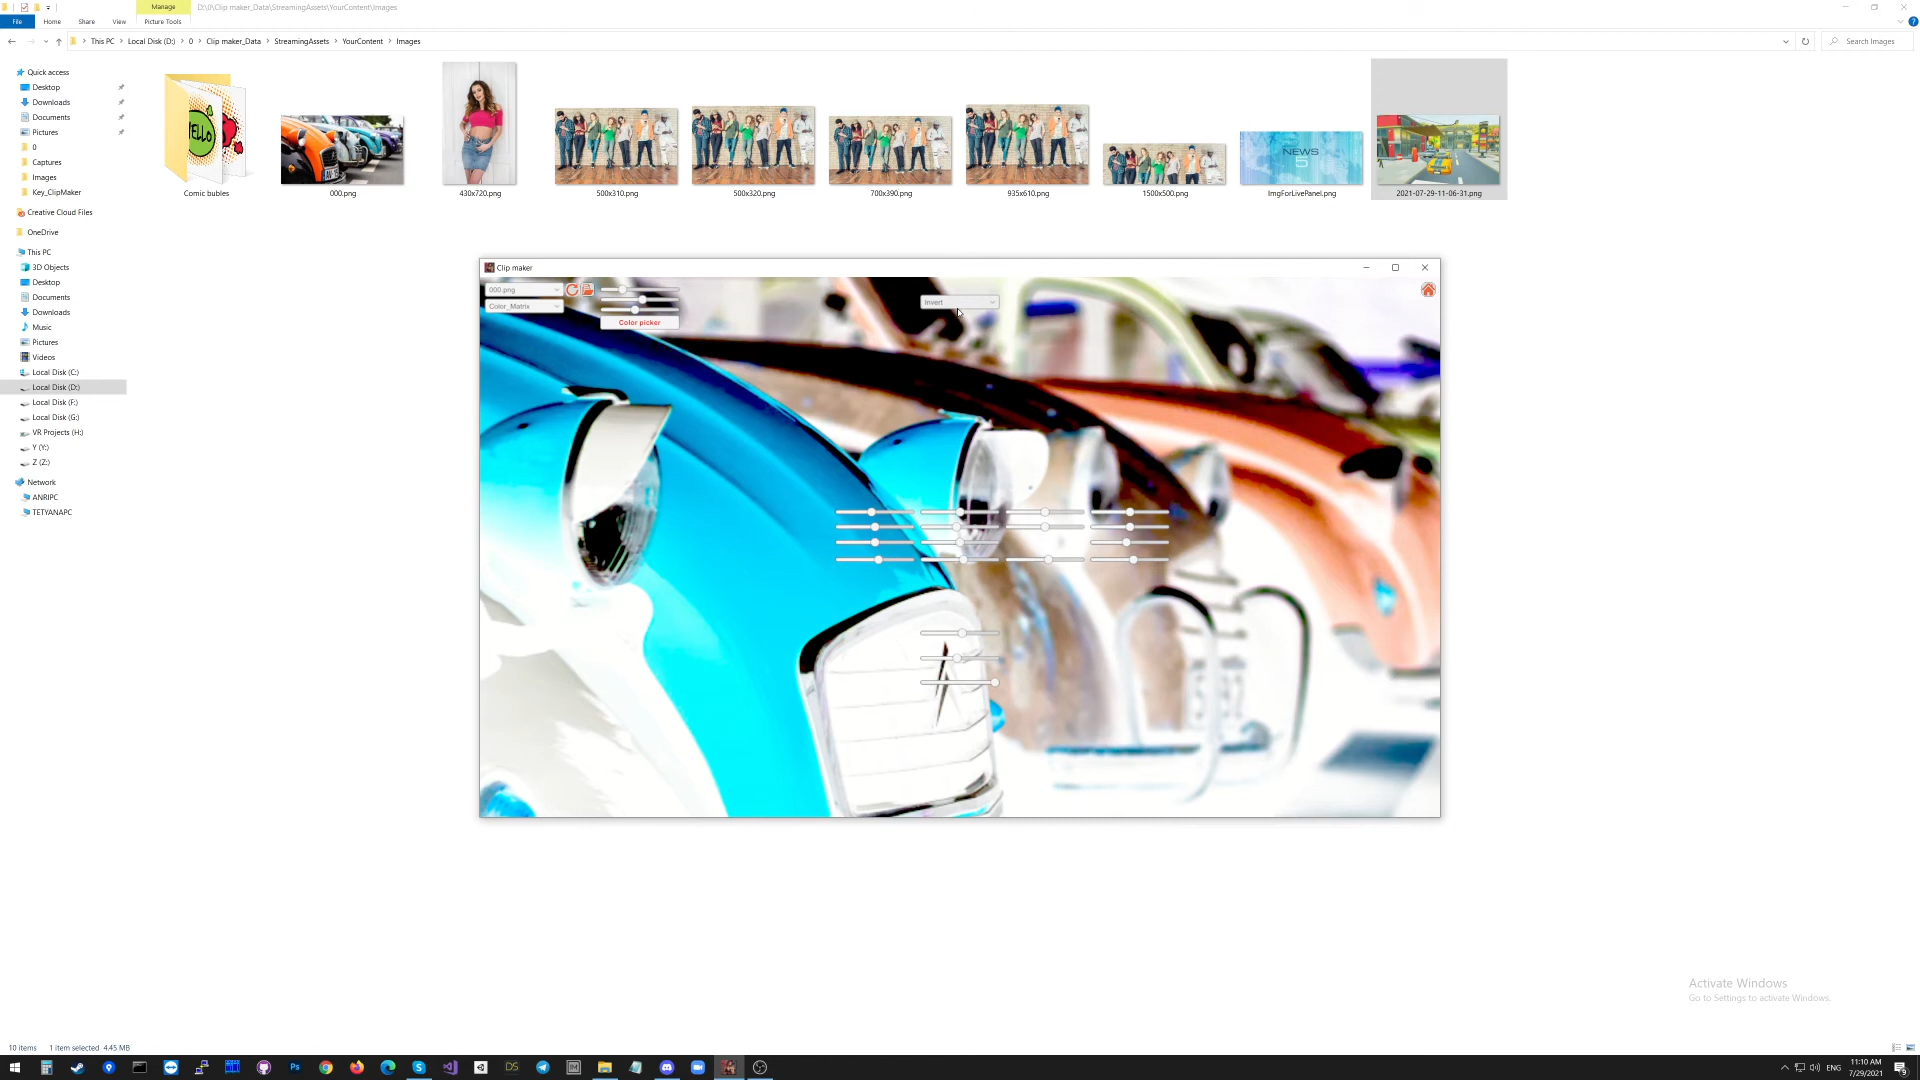 Manage
D:\0\Clip maker_Data\StreamingAssets\YourContent\Images
File
Home
Share
View
Picture Tools
This PC
Local Disk (D:)
0
Clip maker_Data
StreamingAssets
YourContent
Images
Search Images
Quick access
Desktop
Downloads
Documents
Pictures
0
Captures
Images
Key_ClipMaker
Creative Cloud Files
OneDrive
This PC
3D Objects
Desktop
Documents
Downloads
Music
Pictures
Videos
Local Disk (C:)
Local Disk (D:)
Local Disk (F:)
Local Disk (G:)
VR Projects (H:)
Y (Y:)
Z (Z:)
Network
ANRIPC
TETYANAPC
Comic bubles
000.png
430x720.png
500x310.png
500x320.png
700x390.png
935x610.png
1500x500.png
NEWS
5
ImgForLivePanel.png
2021-07-29-11-06-31.png
Clip maker
000.png
Color_Matrix
Color picker
Invert
Activate Windows
Go to Settings to activate Windows.
10 items
1 item selected 4.45 MB
Ps
DS
ENG
11:10 AM
7/29/2021